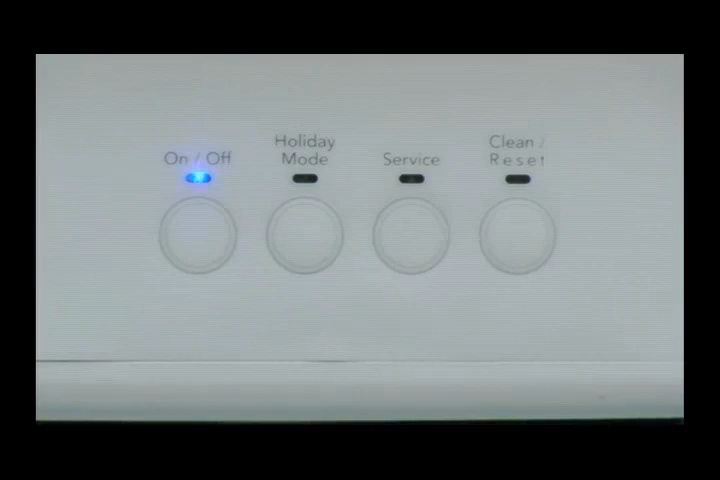 On / Off
Holiday
Mode
Service
Clean /
Reset